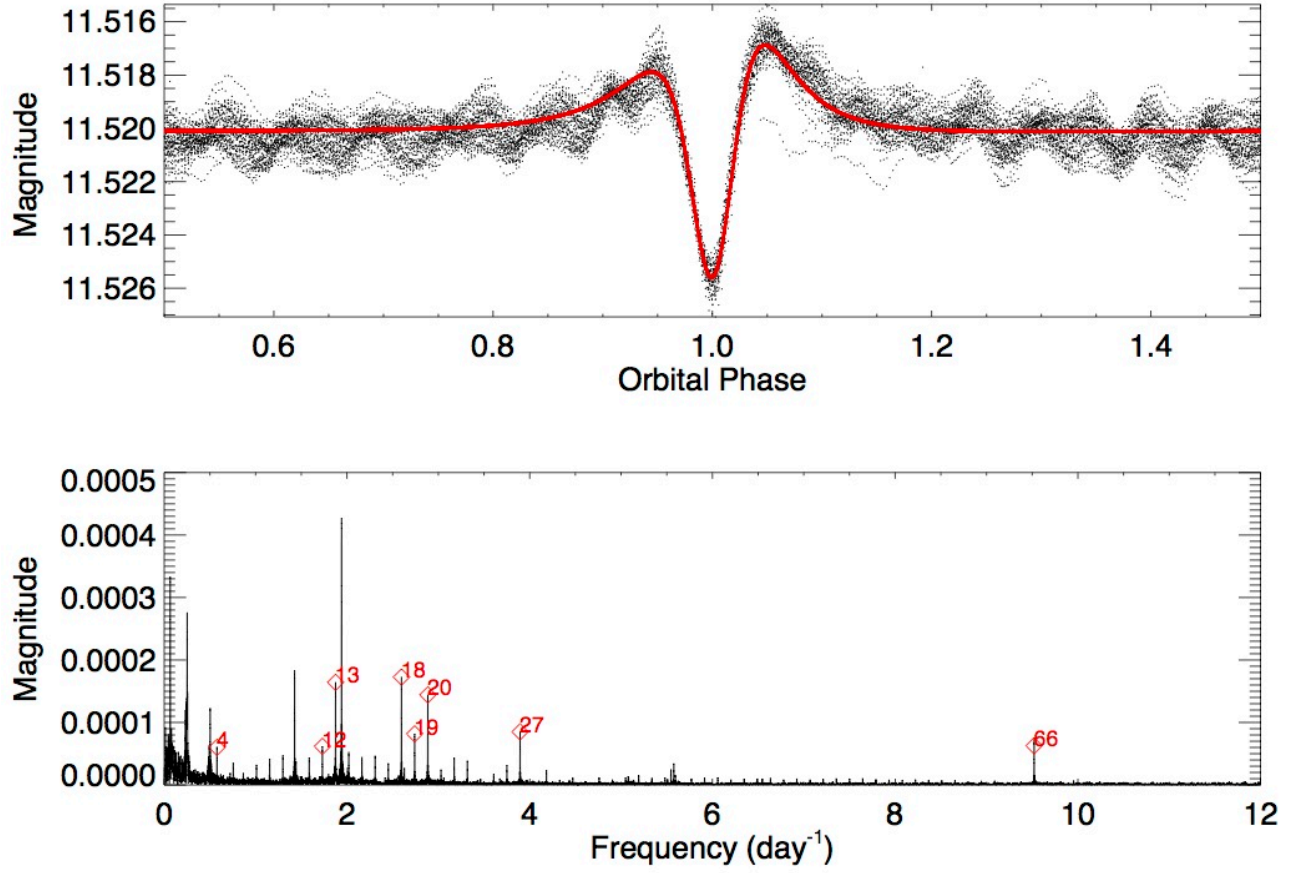 11.516
11.518
11.520
11.522
11.524
11.526
Magnitude
0.6 0.8 1.0 1.2 1.4
Orbital Phase
0.0005
0.0004
0.0003
0.0002
0.0001
0.0000
Magnitude
4 12 13 18 19 20 27 66
0 2 4 6 8 10 12
Frequency (day⁻¹)